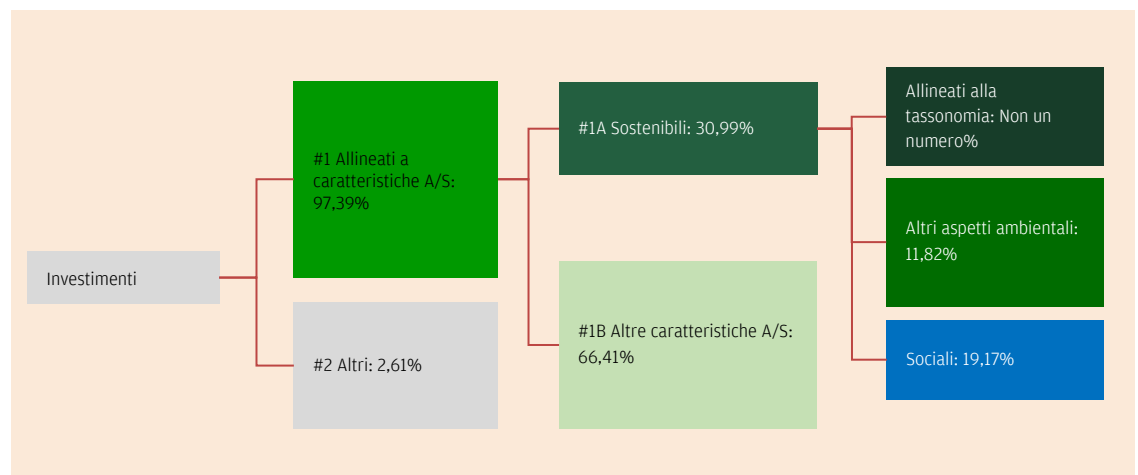 Investimenti
#1 Allineati a
caratteristiche A/S:
97,39%
#2 Altri: 2,61%
#1A Sostenibili: 30,99%
#1B Altre caratteristiche A/S:
66,41%
Allineati alla
tassonomia: Non un
numero%
Altri aspetti ambientali:
11,82%
Sociali: 19,17%